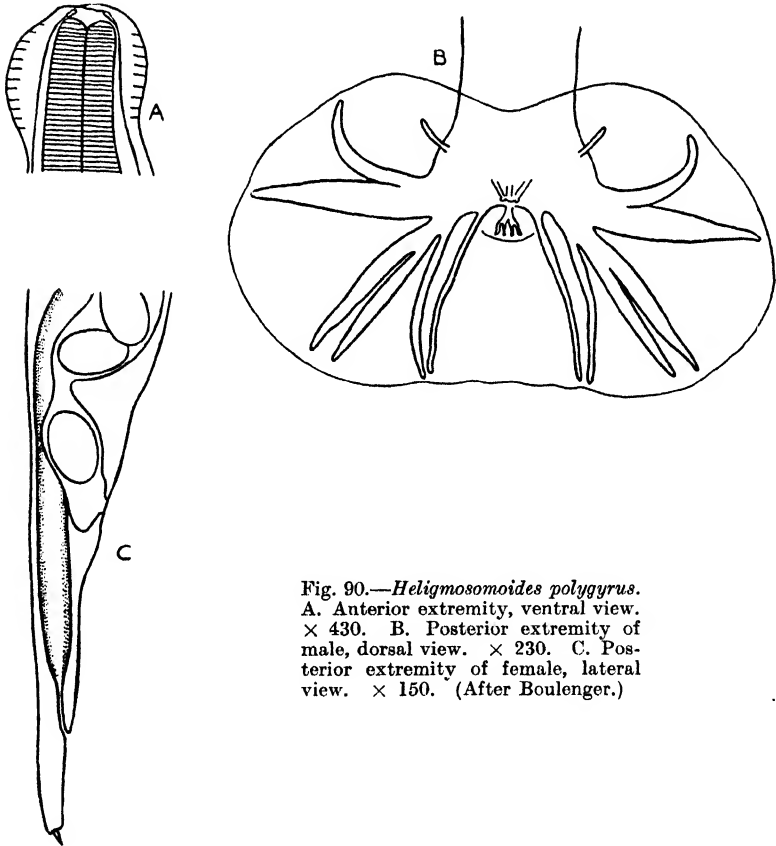 A
B
C
Fig. 90.—Heligmosomoides polygyrus.
A. Anterior extremity, ventral view.
× 430. B. Posterior extremity of
male, dorsal view. × 230. C. Pos-
terior extremity of female, lateral
view. × 150. (After Boulenger.)